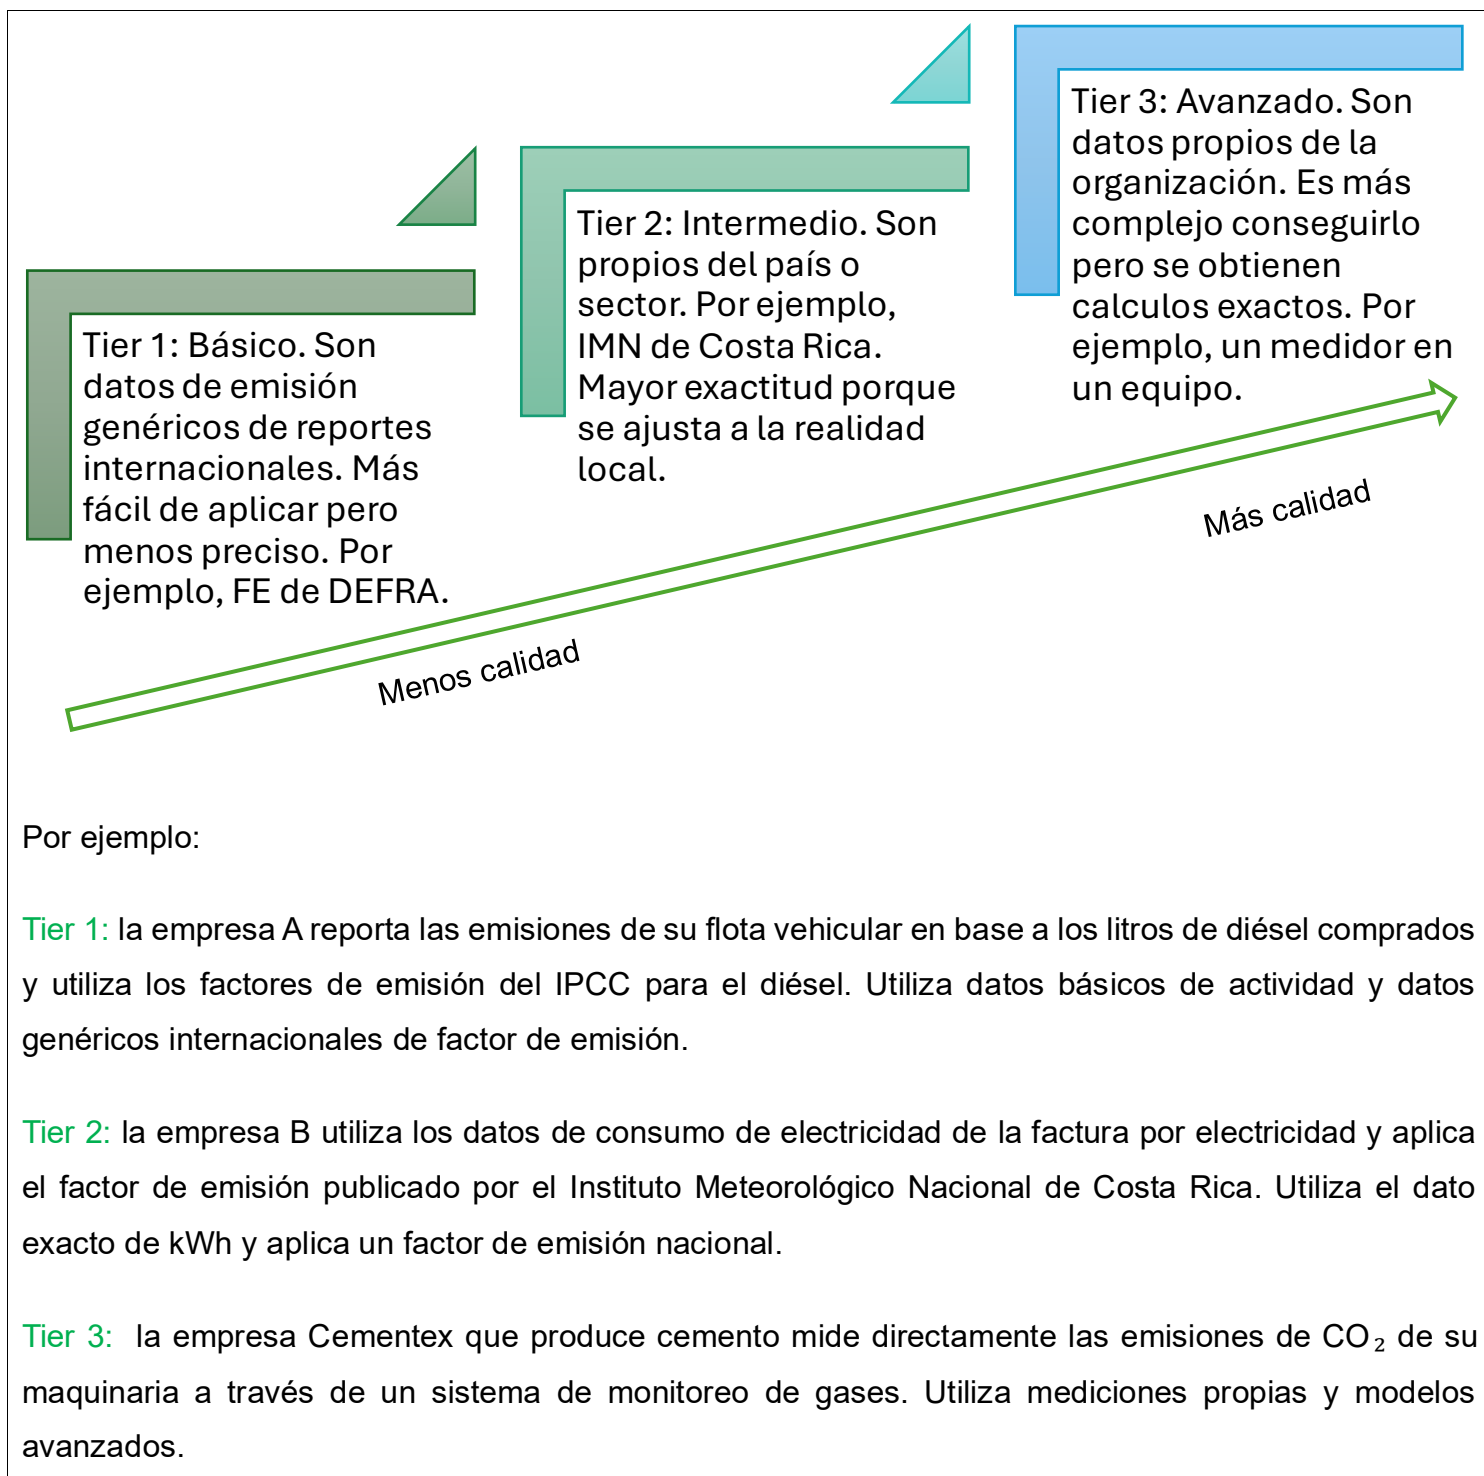 Tier 1: Básico. Son
datos de emisión
genéricos de reportes
internacionales. Más
fácil de aplicar pero
menos preciso. Por
ejemplo, FE de DEFRA.
Tier 2: Intermedio. Son
propios del país o
sector. Por ejemplo,
IMN de Costa Rica.
Mayor exactitud porque
se ajusta a la realidad
local.
Tier 3: Avanzado. Son
datos propios de la
organización. Es más
complejo conseguirlo
pero se obtienen
calculos exactos. Por
ejemplo, un medidor en
un equipo.
Menos calidad
Más calidad
Por ejemplo:
Tier 1: la empresa A reporta las emisiones de su flota vehicular en base a los litros de diésel comprados
y utiliza los factores de emisión del IPCC para el diésel. Utiliza datos básicos de actividad y datos
genéricos internacionales de factor de emisión.
Tier 2: la empresa B utiliza los datos de consumo de electricidad de la factura por electricidad y aplica
el factor de emisión publicado por el Instituto Meteorológico Nacional de Costa Rica. Utiliza el dato
exacto de kWh y aplica un factor de emisión nacional.
Tier 3: la empresa Cementex que produce cemento mide directamente las emisiones de CO₂ de su
maquinaria a través de un sistema de monitoreo de gases. Utiliza mediciones propias y modelos
avanzados.